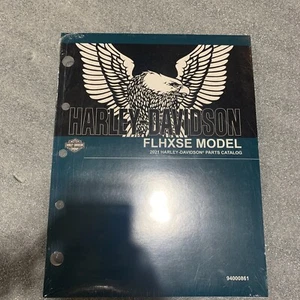 HARLEY-DAVIDSON
FLHXSE MODEL
2021 HARLEY-DAVIDSON® PARTS CATALOG
94000861